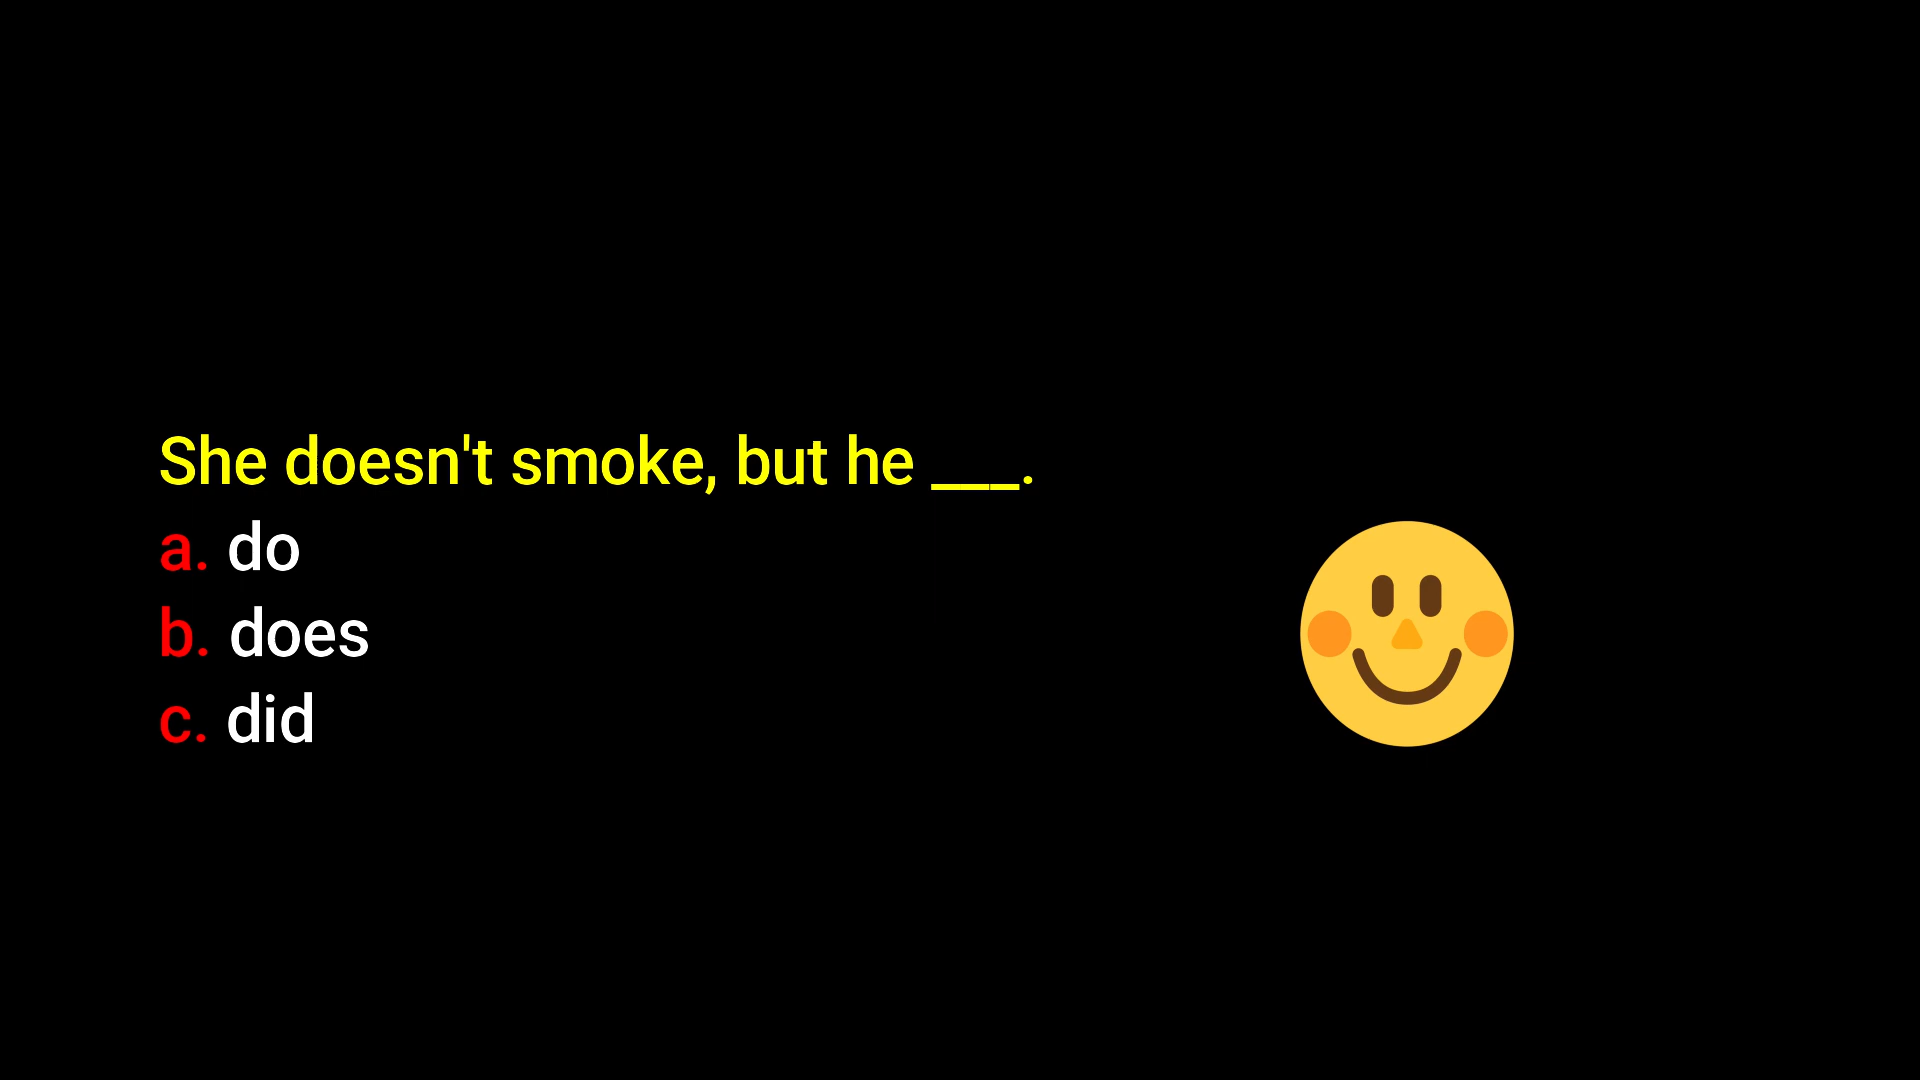 She doesn't smoke, but he ___.
a. do
b. does
c. did